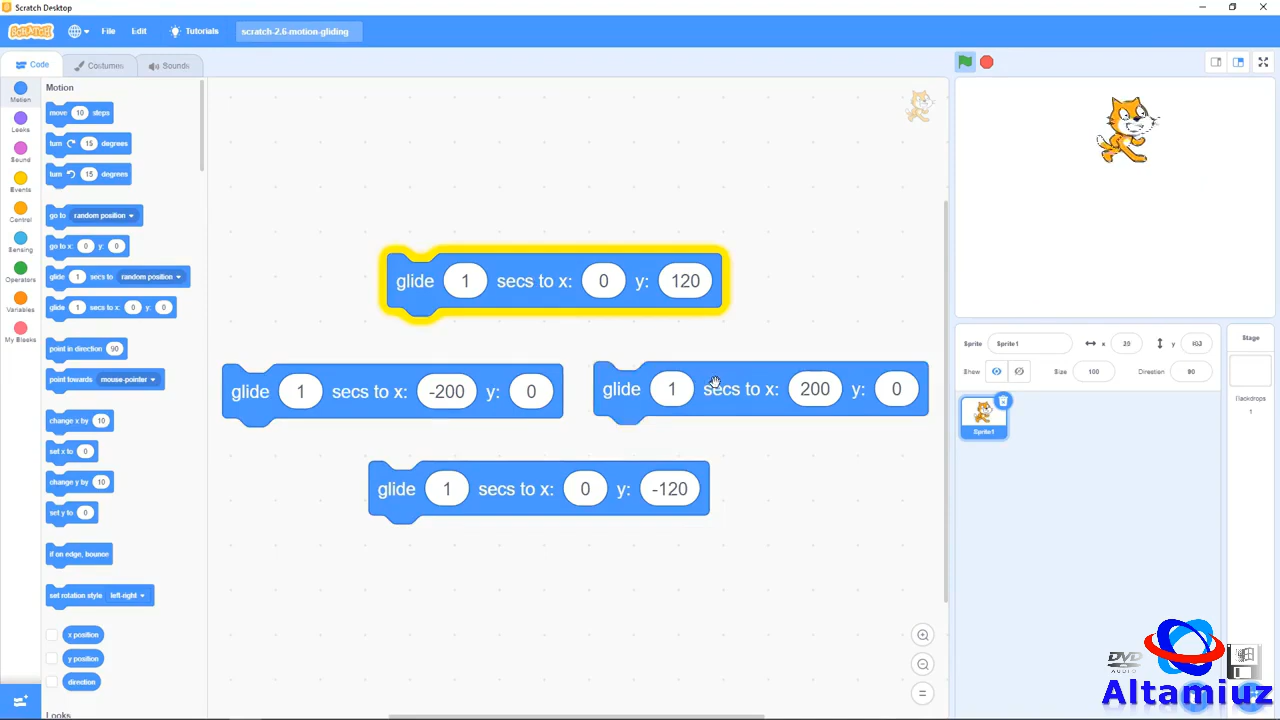 Scratch Desktop
SCRATCH File Edit Tutorials scratch-2.6-motion-gliding
Code Costumes Sounds
Motion
Looks
Sound
Events
Control
Sensing
Operators
Variables
My Blocks
Motion
move 10 steps
turn 15 degrees
turn 15 degrees
go to random position
go to x: 0 y: 0
glide 1 secs to random position
glide 1 secs to x: 0 y: 0
point in direction 90
point towards mouse-pointer
change x by 10
set x to 0
change y by 10
set y to 0
if on edge, bounce
set rotation style left-right
x position
y position
direction
Looks
glide 1 secs to x: 0 y: 120
glide 1 secs to x: -200 y: 0
glide 1 secs to x: 200 y: 0
glide 1 secs to x: 0 y: -120
Sprite Sprite1 x 20 y 102
Show Size 100 Direction 90
Sprite1
Stage
Backdrops
1
DVD
AUDIO
Altamiuz